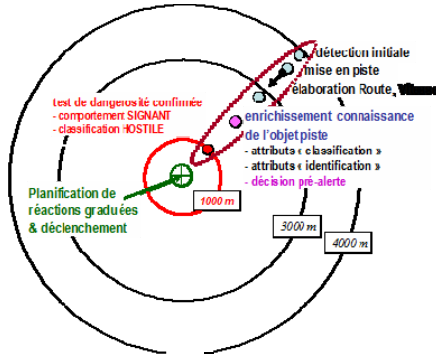 détection initiale
mise en piste
élaboration Route,
test de dangerosité confirmée
- comportement SIGNANT
- classification HOSTILE
enrichissement connaissance
de l'objet piste
- attributs « classification »
- attributs « identification »
- décision pré-alerte
Planification de
réactions graduées
& déclenchement
1000 m
3000 m
4000 m